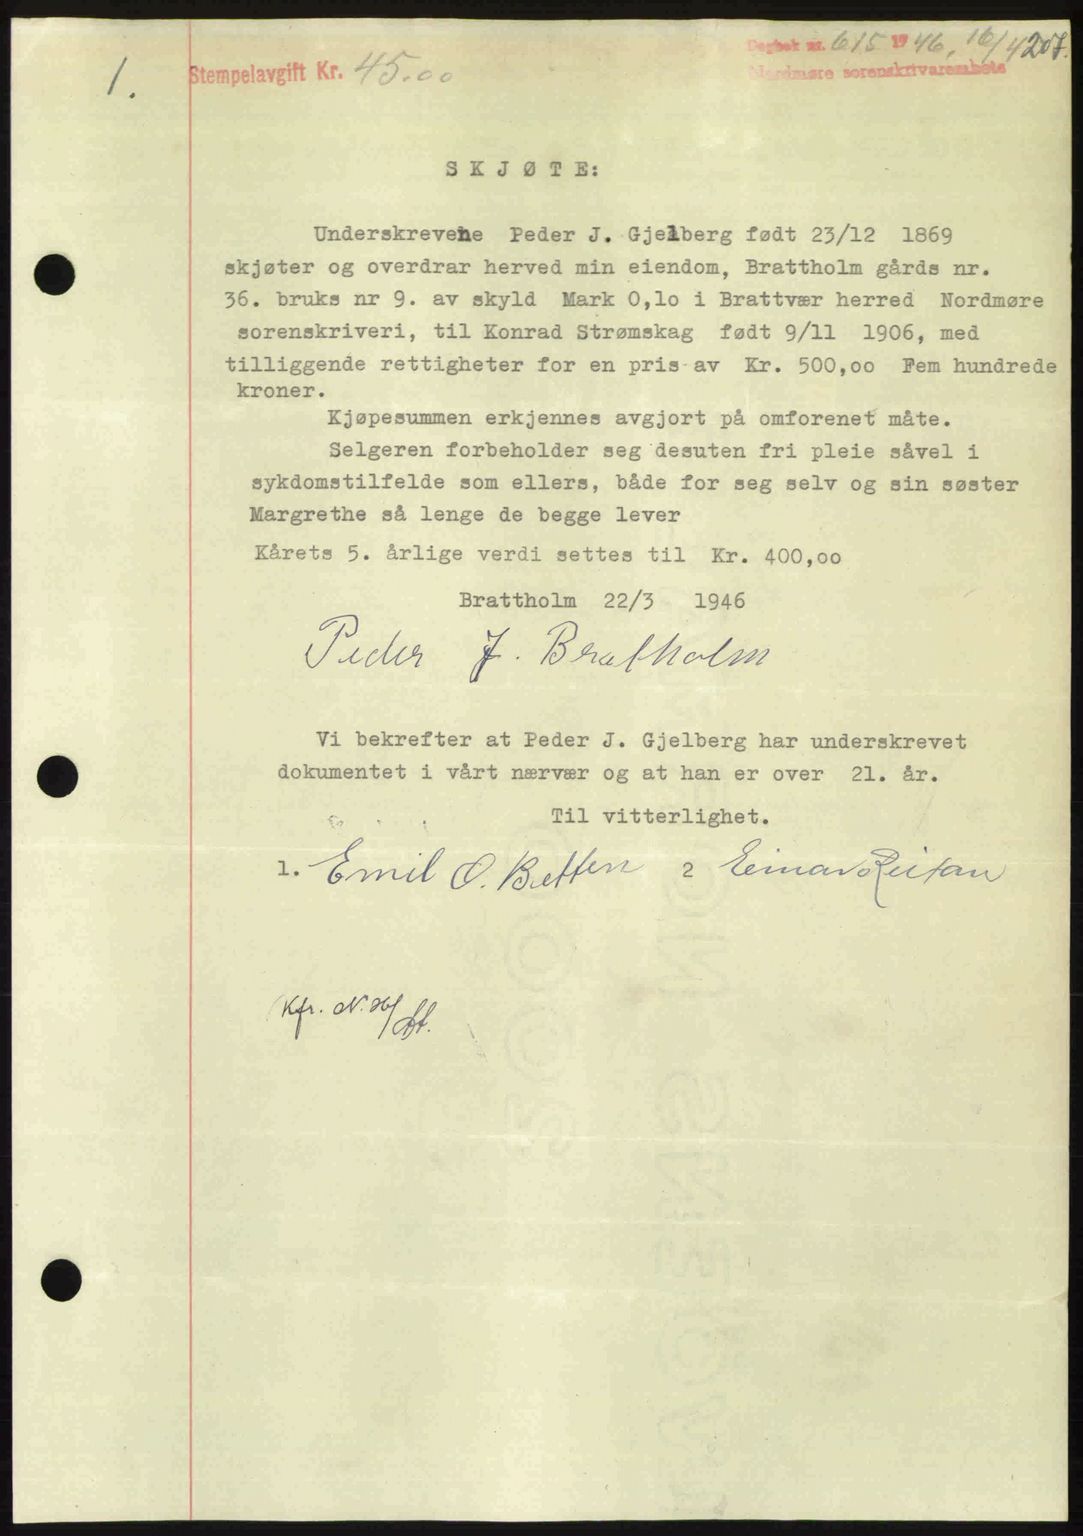 1.
Stempelavgift Kr. 45.00
Dagbok nr. 615 1946, 16/4 207.
Nordmøre sorenskrivarembete
SKJØTE:
Underskrevene Peder J. Gjelberg født 23/12 1869
skjøter og overdrar herved min eiendom, Brattholm gårds nr.
36. bruks nr 9. av skyld Mark 0,lo i Brattvær herred Nordmøre
sorenskriveri, til Konrad Strømskag født 9/11 1906, med
tilliggende rettigheter for en pris av Kr. 500,oo Fem hundrede
kroner.
Kjøpesummen erkjennes avgjort på omforenet måte.
Selgeren forbeholder seg desuten fri pleie såvel i
sykdomstilfelde som ellers, både for seg selv og sin søster
Margrethe så lenge de begge lever
Kårets 5. årlige verdi settes til Kr. 400,oo
Brattholm 22/3 1946
Peder J. Bratholm
Vi bekrefter at Peder J. Gjelberg har underskrevet
dokumentet i vårt nærvær og at han er over 21. år.
Til vitterlighet.
1. Emil O. Betten 2 Einar Reitan
Kfr. N.